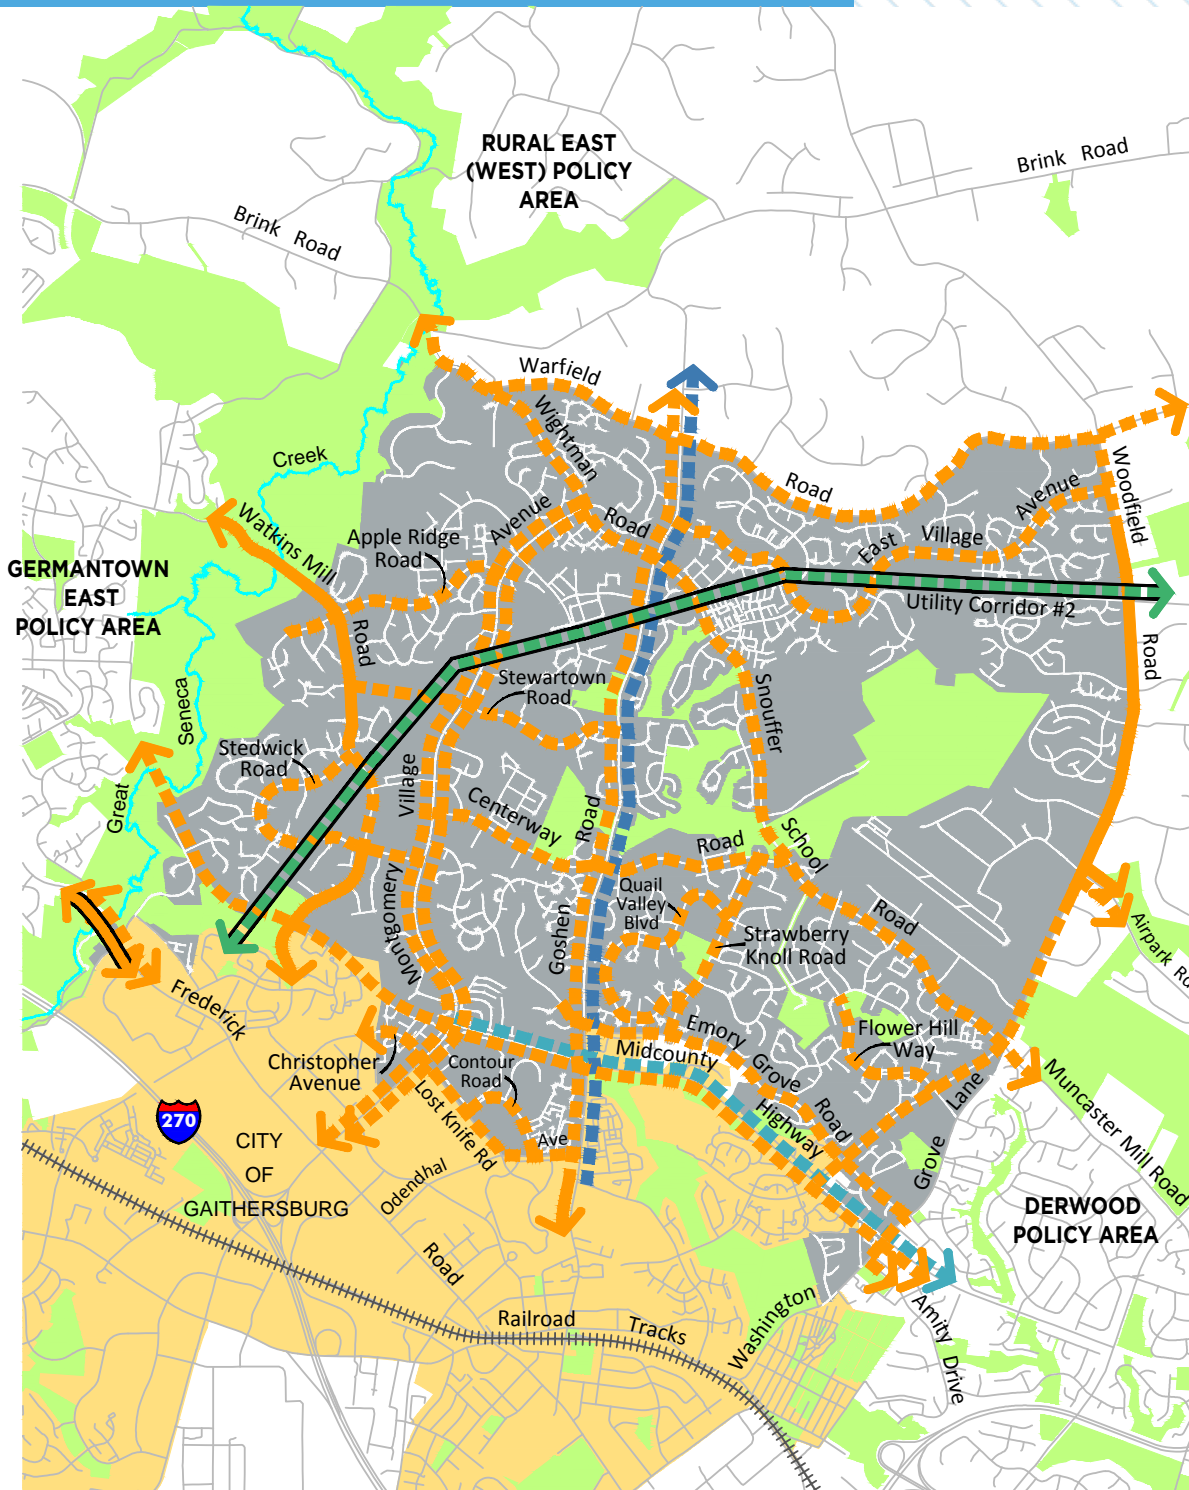 RURAL EAST
(WEST) POLICY
AREA
Brink Road
Brink Road
Warfield
Wightman
Creek
Road
Woodfield
Avenue
Avenue
Watkins Mill
Road
Village
East
Apple Ridge
Road
GERMANTOWN
EAST
POLICY AREA
Utility Corridor #2
Road
Road
Stewartown
Road
Snouffer
Seneca
Stedwick
Road
Village
Great
Centerway
Road
School
Road
Quail
Valley
Blvd
Montgomery
Road
Strawberry
Knoll Road
Airpark Rd
Goshen
Frederick
Emory
Flower Hill
Way
Midcounty
Christopher
Avenue
Contour
Road
Grove
Lane
Muncaster Mill Road
Lost Knife Rd
Highway
Road
270
CITY
OF
GAITHERSBURG
Ave
Odendhal
Grove
DERWOOD
POLICY AREA
Road
Railroad
Tracks
Washington
Amity Drive